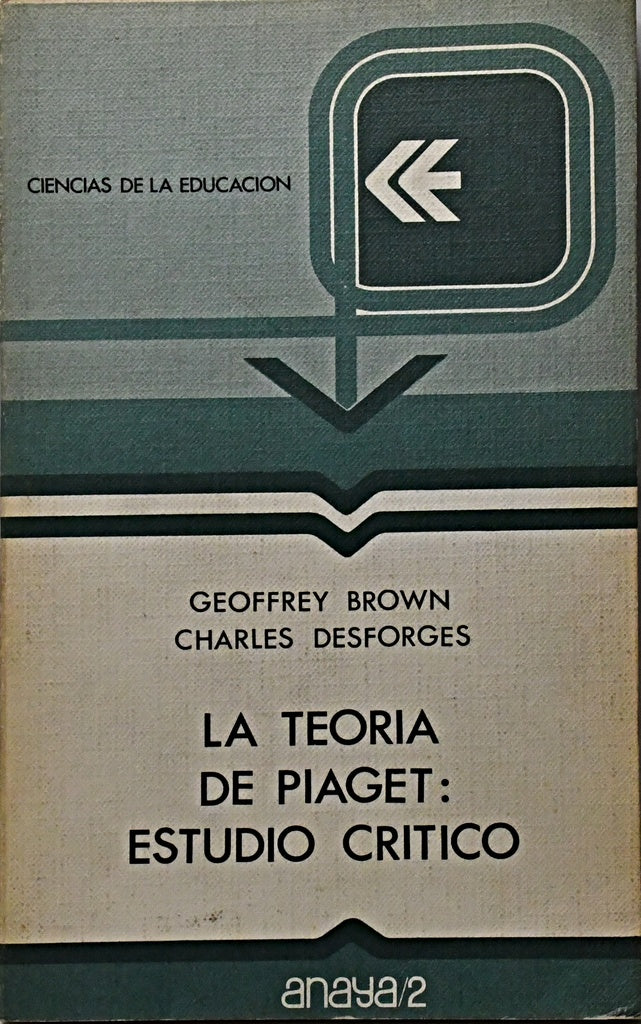 CIENCIAS DE LA EDUCACION
GEOFFREY BROWN
CHARLES DESFORGES
LA TEORIA
DE PIAGET:
ESTUDIO CRITICO
anaya/2